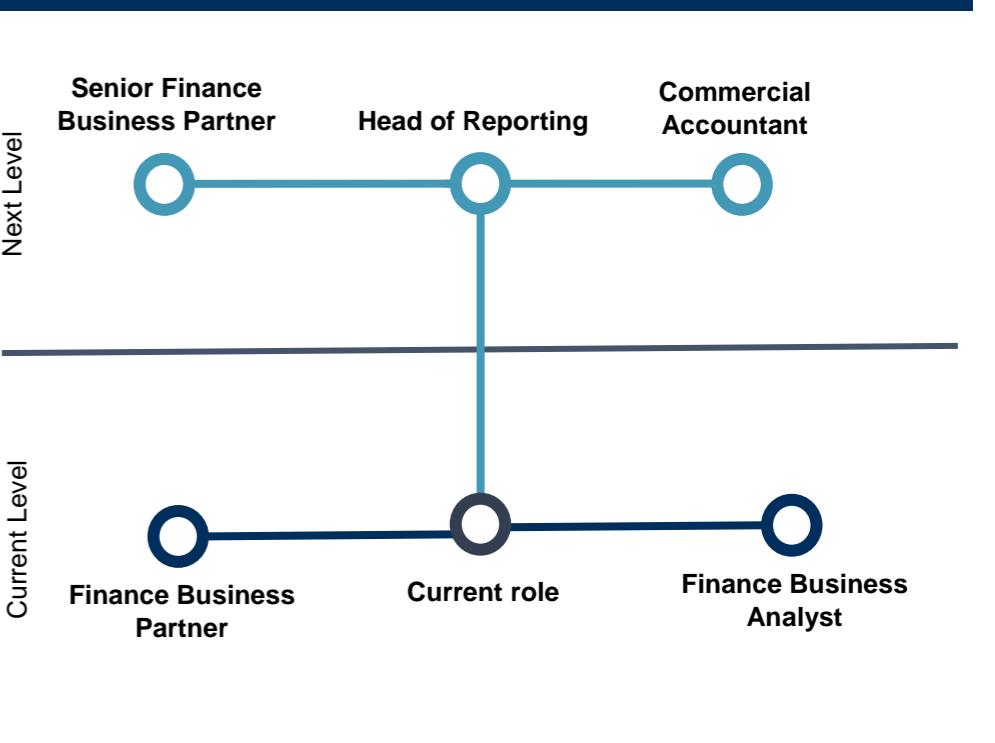 Senior Finance
Business Partner
Head of Reporting
Commercial
Accountant
Next Level
Current Level
Finance Business
Partner
Current role
Finance Business
Analyst